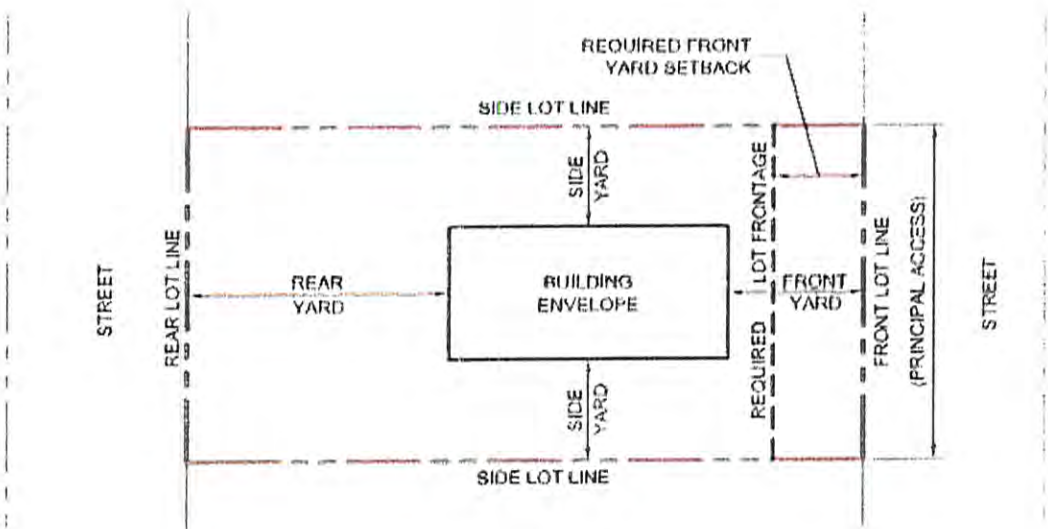 REQUIRED FRONT
YARD SETBACK
SIDE LOT LINE
SIDE
YARD
LOT FRONTAGE
REQUIRED
STREET
REAR LOT LINE
REAR
YARD
BUILDING
ENVELOPE
FRONT
YARD
FRONT LOT LINE
(PRINCIPAL ACCESS)
STREET
SIDE
YARD
SIDE LOT LINE